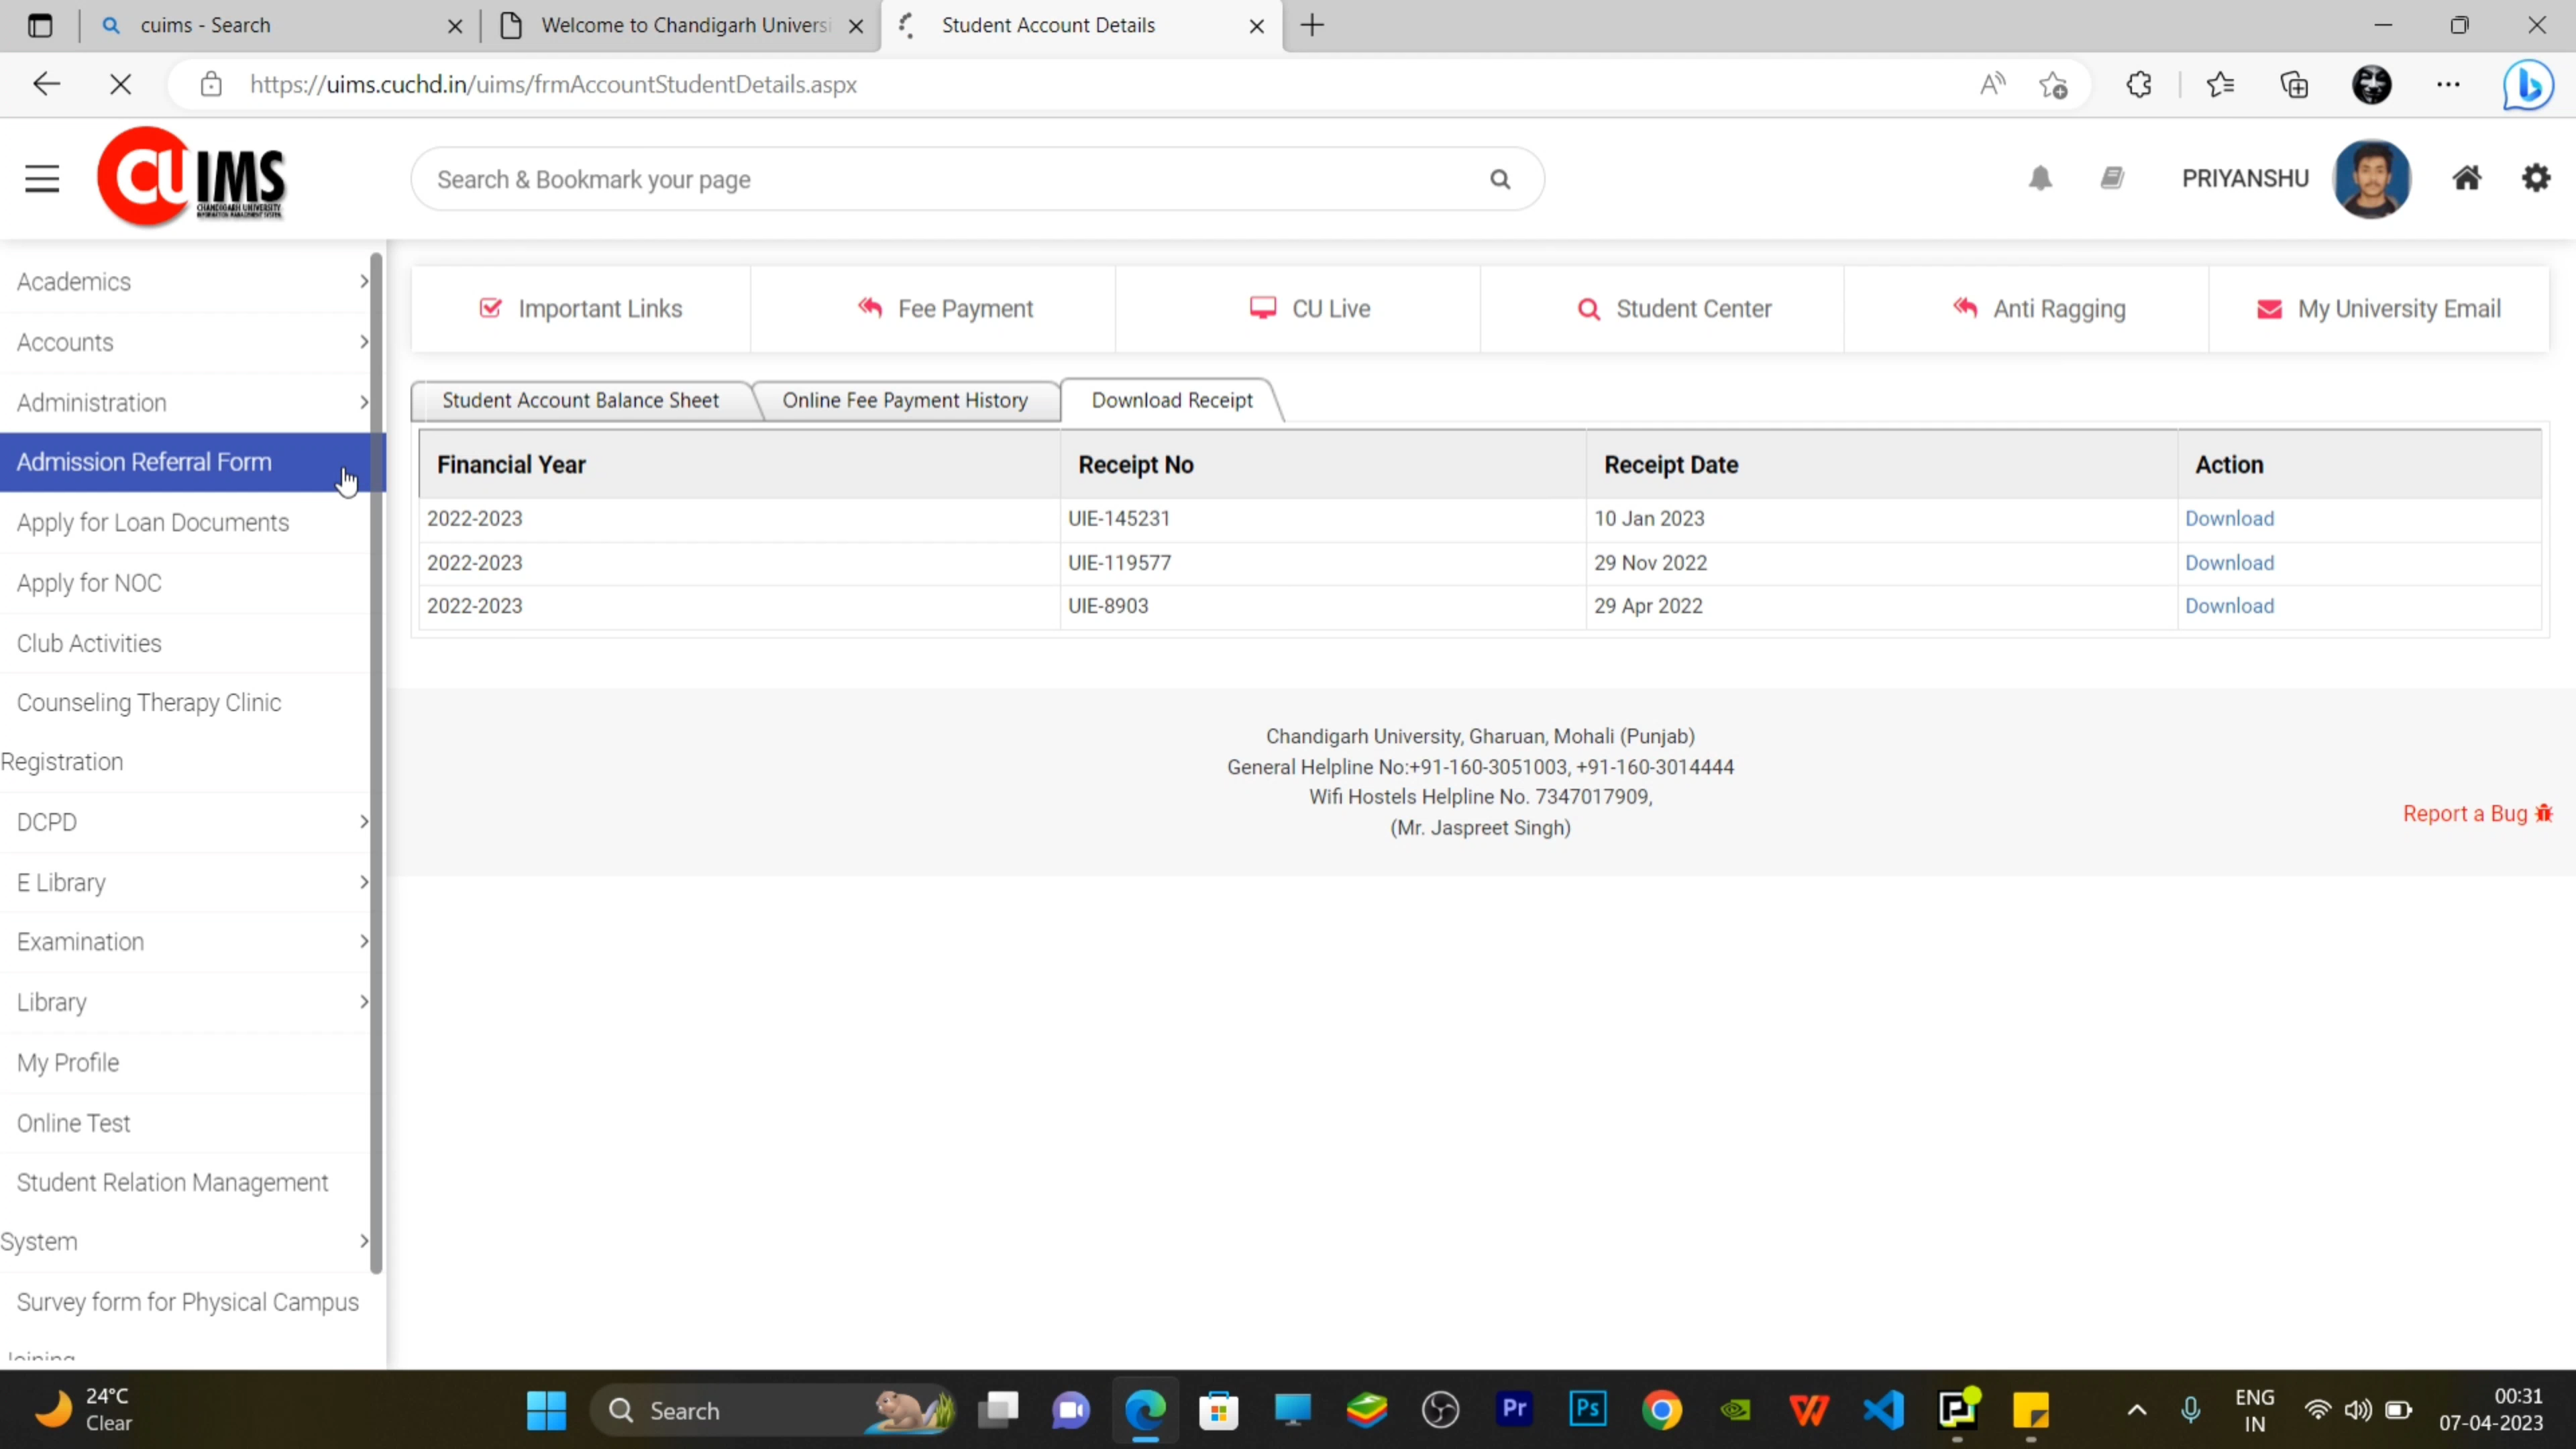 cuims - Search
Welcome to Chandigarh Universi
Student Account Details
https://uims.cuchd.in/uims/frmAccountStudentDetails.aspx
CU IMS
CHANDIGARH UNIVERSITY
INFORMATION MANAGEMENT SYSTEM
Search & Bookmark your page
PRIYANSHU
Academics
Accounts
Administration
Admission Referral Form
Apply for Loan Documents
Apply for NOC
Club Activities
Counseling Therapy Clinic
Registration
DCPD
E Library
Examination
Library
My Profile
Online Test
Student Relation Management
System
Survey form for Physical Campus
Important Links Fee Payment CU Live Student Center Anti Ragging My University Email
Student Account Balance Sheet Online Fee Payment History Download Receipt
Financial Year Receipt No Receipt Date Action
2022-2023 UIE-145231 10 Jan 2023 Download
2022-2023 UIE-119577 29 Nov 2022 Download
2022-2023 UIE-8903 29 Apr 2022 Download
Chandigarh University, Gharuan, Mohali (Punjab)
General Helpline No:+91-160-3051003, +91-160-3014444
Wifi Hostels Helpline No. 7347017909,
(Mr. Jaspreet Singh)
Report a Bug
24°C
Clear
Search
Pr
Ps
ENG
IN
00:31
07-04-2023